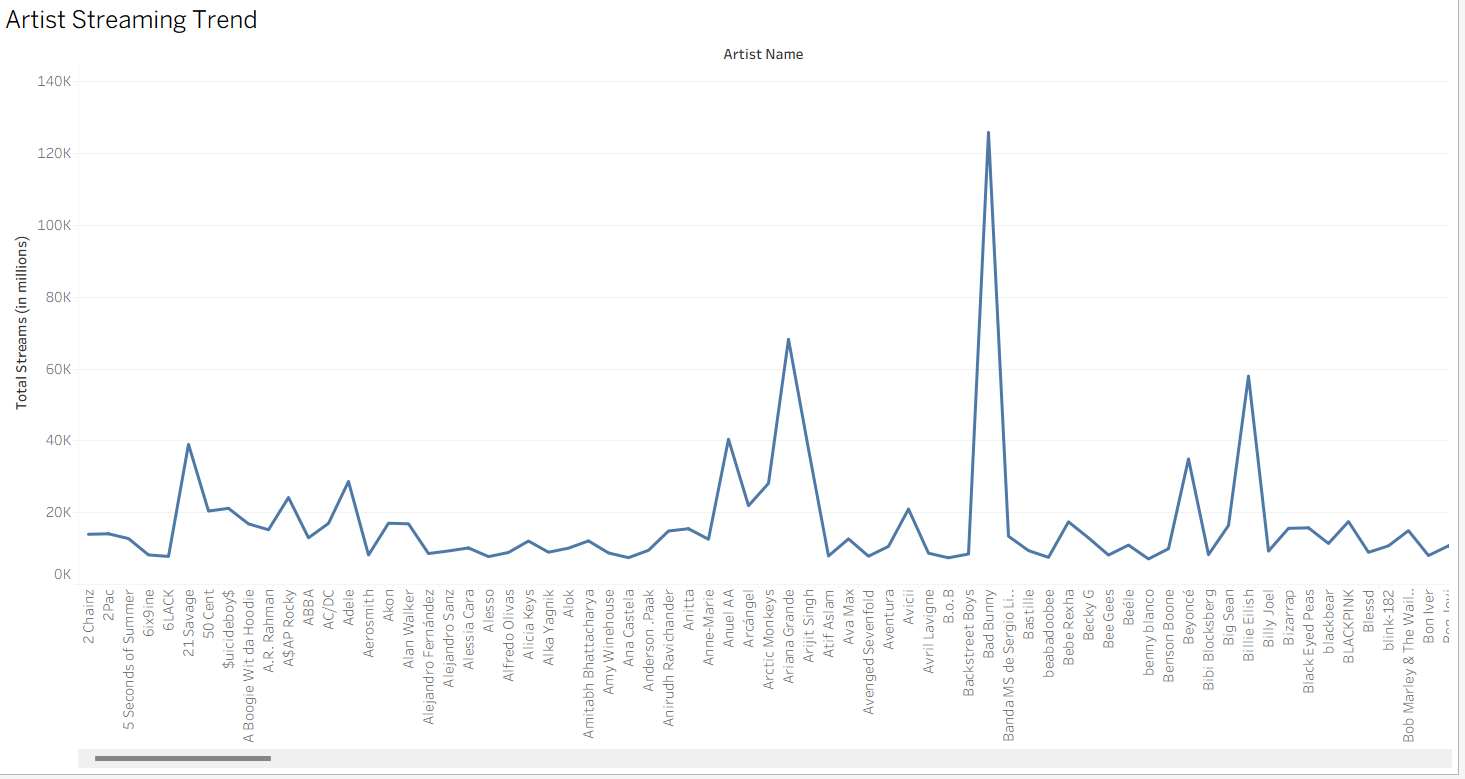 Artist Streaming Trend
Artist Name
Total Streams (in millions)
140K
120K
100K
80K
60K
40K
20K
0K
2 Chainz
2Pac
5 Seconds of Summer
6ix9ine
6LACK
21 Savage
50 Cent
$uicideboy$
A Boogie Wit da Hoodie
A.R. Rahman
A$AP Rocky
ABBA
AC/DC
Adele
Aerosmith
Akon
Alan Walker
Alejandro Fernández
Alejandro Sanz
Alessia Cara
Alesso
Alfredo Olivas
Alicia Keys
Alka Yagnik
Alok
Amitabh Bhattacharya
Amy Winehouse
Ana Castela
Anderson .Paak
Anirudh Ravichander
Anitta
Anne-Marie
Anuel AA
Arcángel
Arctic Monkeys
Ariana Grande
Arijit Singh
Atif Aslam
Ava Max
Avenged Sevenfold
Aventura
Avicii
Avril Lavigne
B.o.B
Backstreet Boys
Bad Bunny
Banda MS de Sergio Li..
Bastille
beabadoobee
Bebe Rexha
Becky G
Bee Gees
Beéle
benny blanco
Benson Boone
Beyoncé
Bibi Blocksberg
Big Sean
Billie Eilish
Billy Joel
Bizarrap
Black Eyed Peas
blackbear
BLACKPINK
Blessd
blink-182
Bob Marley & The Wail..
Bon Iver